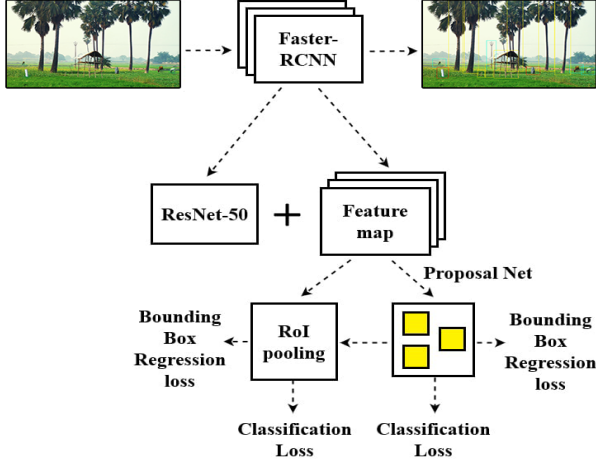 Faster-
RCNN
ResNet-50
+
Feature
map
Proposal Net
Bounding
Box
Regression
loss
RoI
pooling
Bounding
Box
Regression
loss
Classification
Loss
Classification
Loss